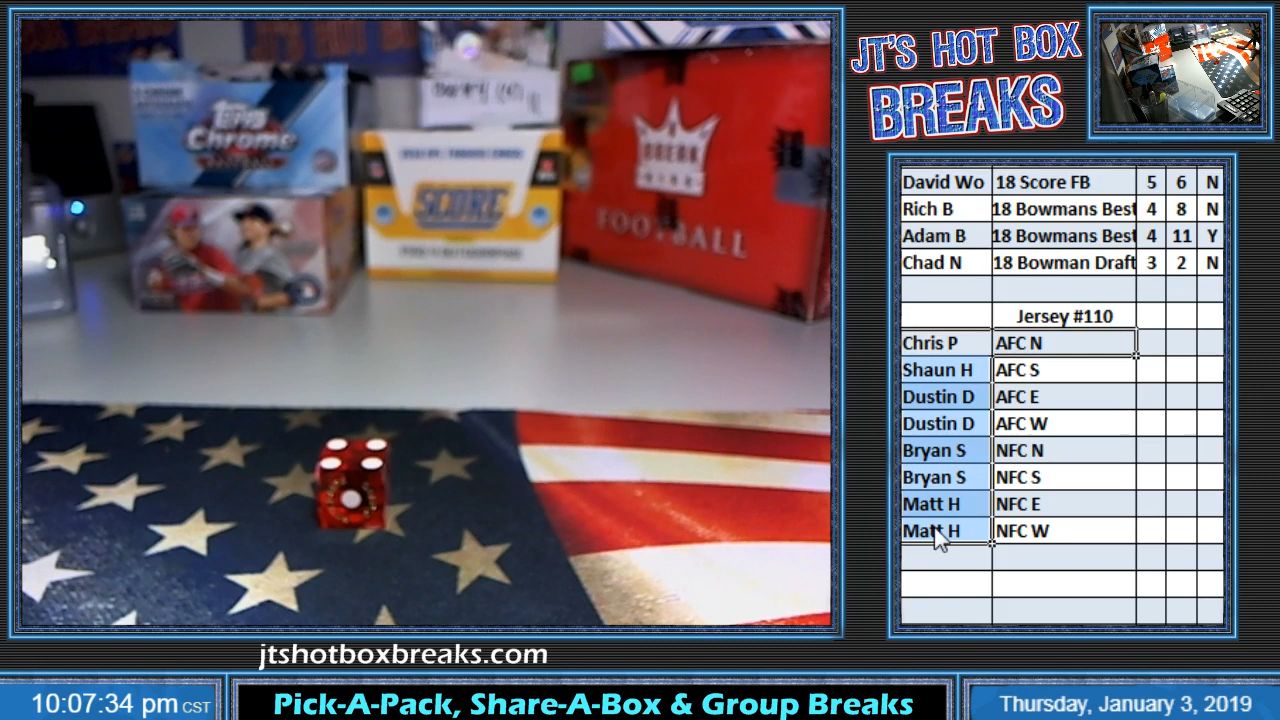 JT'S HOT BOX
BREAKS
Topps
Chrome
SCORE
BREAK
FOOTBALL
David Wo 18 Score FB 5 6 N
Rich B 18 Bowmans Best 4 8 N
Adam B 18 Bowmans Best 4 11 Y
Chad N 18 Bowman Draft 3 2 N
Jersey #110
Chris P AFC N
Shaun H AFC S
Dustin D AFC E
Dustin D AFC W
Bryan S NFC N
Bryan S NFC S
Matt H NFC E
Matt H NFC W
jtshotboxbreaks.com
10:07:34 pm CST
Pick-A-Pack, Share-A-Box & Group Breaks
Thursday, January 3, 2019